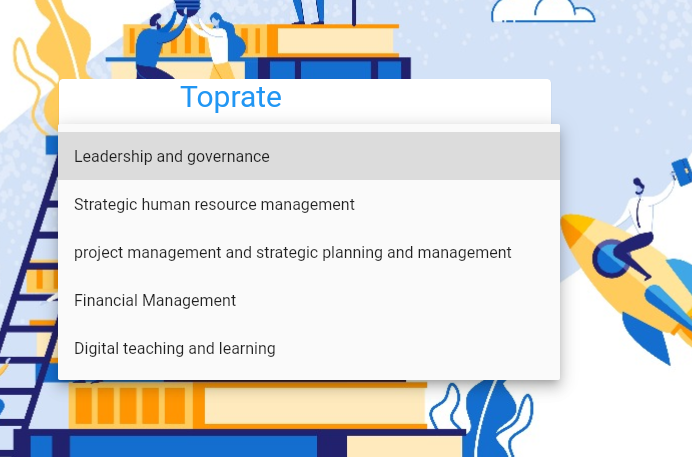 Toprate
Leadership and governance
Strategic human resource management
project management and strategic planning and management
Financial Management
Digital teaching and learning